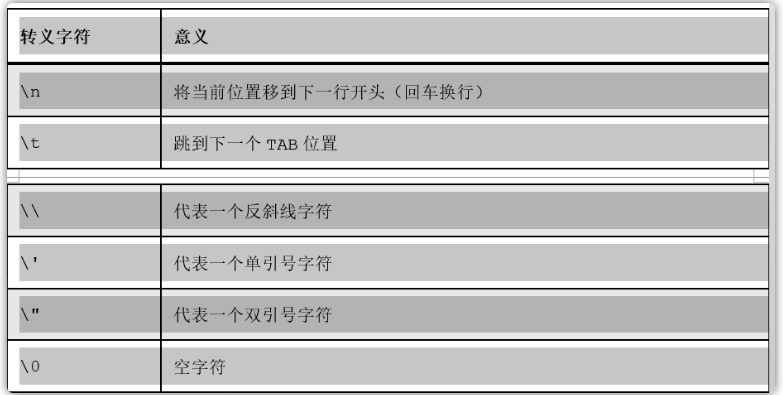 转义字符 意义
\n 将当前位置移到下一行开头（回车换行）
\t 跳到下一个 TAB 位置
\\ 代表一个反斜线字符
\' 代表一个单引号字符
\" 代表一个双引号字符
\0 空字符